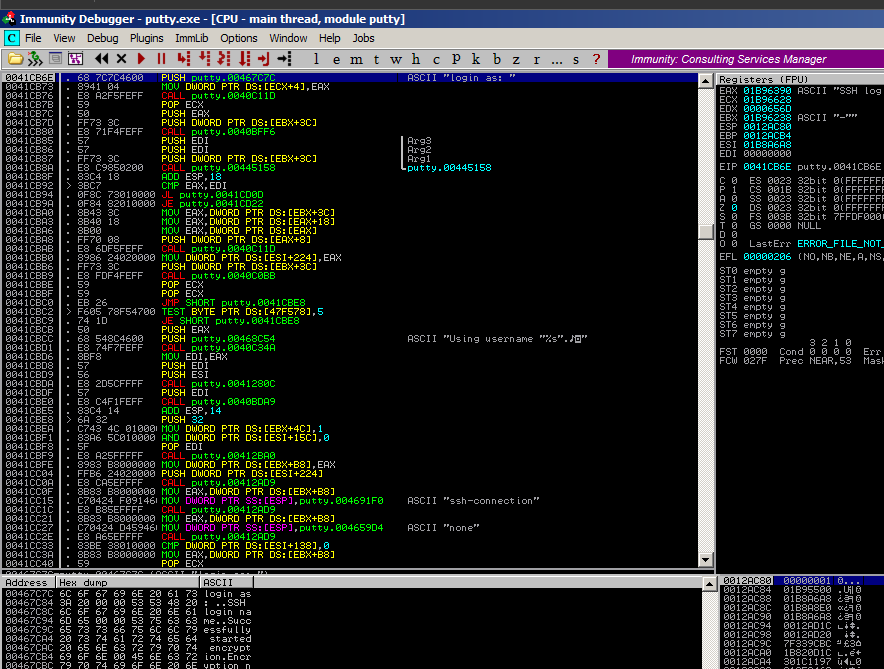 Immunity Debugger - putty.exe - [CPU - main thread, module putty]
C File View Debug Plugins ImmLib Options Window Help Jobs
l e m t w h c p k b z r ... s ? Immunity: Consulting Services Manager
0041CB6E . 68 7C7C4600 PUSH putty.00467C7C ASCII "login as: "
0041CB73 . 8941 04 MOV DWORD PTR DS:[ECX+4],EAX
0041CB76 . E8 A2F5FEFF CALL putty.0040C11D
0041CB7B . 59 POP ECX
0041CB7C . 50 PUSH EAX
0041CB7D . FF73 3C PUSH DWORD PTR DS:[EBX+3C]
0041CB80 . E8 71F4FEFF CALL putty.0040BFF6
0041CB85 . 57 PUSH EDI Arg3
0041CB86 . 57 PUSH EDI Arg2
0041CB87 . FF73 3C PUSH DWORD PTR DS:[EBX+3C] Arg1
0041CB8A . E8 C9850200 CALL putty.00445158 putty.00445158
0041CB8F . 83C4 18 ADD ESP,18
0041CB92 > 3BC7 CMP EAX,EDI
0041CB94 . 0F8C 73010000 JL putty.0041CD0D
0041CB9A . 0F84 82010000 JE putty.0041CD22
0041CBA0 . 8B43 3C MOV EAX,DWORD PTR DS:[EBX+3C]
0041CBA3 . 8B40 18 MOV EAX,DWORD PTR DS:[EAX+18]
0041CBA6 . 8B00 MOV EAX,DWORD PTR DS:[EAX]
0041CBA8 . FF70 08 PUSH DWORD PTR DS:[EAX+8]
0041CBAB . E8 6DF5FEFF CALL putty.0040C11D
0041CBB0 . 8986 24020000 MOV DWORD PTR DS:[ESI+224],EAX
0041CBB6 . FF73 3C PUSH DWORD PTR DS:[EBX+3C]
0041CBB9 . E8 FDF4FEFF CALL putty.0040C0BB
0041CBBE . 59 POP ECX
0041CBBF . 59 POP ECX
0041CBC0 . EB 26 JMP SHORT putty.0041CBE8
0041CBC2 > F605 78F54700 TEST BYTE PTR DS:[47F578],5
0041CBC9 . 74 1D JE SHORT putty.0041CBE8
0041CBCB . 50 PUSH EAX
0041CBCC . 68 548C4600 PUSH putty.00468C54 ASCII "Using username "%s".
0041CBD1 . E8 74F7FEFF CALL putty.0040C34A
0041CBD6 . 8BF8 MOV EDI,EAX
0041CBD8 . 57 PUSH EDI
0041CBD9 . 56 PUSH ESI
0041CBDA . E8 2D5CFFFF CALL putty.0041280C
0041CBDF . 57 PUSH EDI
0041CBE0 . E8 C4F1FEFF CALL putty.0040BDA9
0041CBE5 . 83C4 14 ADD ESP,14
0041CBE8 > 6A 32 PUSH 32
0041CBEA . C743 4C 010000 MOV DWORD PTR DS:[EBX+4C],1
0041CBF1 . 83A6 5C010000 AND DWORD PTR DS:[ESI+15C],0
0041CBF8 . 5F POP EDI
0041CBF9 . E8 A25FFFFF CALL putty.00412BA0
0041CBFE . 8983 B8000000 MOV DWORD PTR DS:[EBX+B8],EAX
0041CC04 . FFB6 24020000 PUSH DWORD PTR DS:[ESI+224]
0041CC0A . E8 CA5EFFFF CALL putty.00412AD9
0041CC0F . 8B83 B8000000 MOV EAX,DWORD PTR DS:[EBX+B8]
0041CC15 . C70424 F09146 MOV DWORD PTR SS:[ESP],putty.004691F0 ASCII "ssh-connection"
0041CC1C . E8 B85EFFFF CALL putty.00412AD9
0041CC21 . 8B83 B8000000 MOV EAX,DWORD PTR DS:[EBX+B8]
0041CC27 . C70424 D45946 MOV DWORD PTR SS:[ESP],putty.004659D4 ASCII "none"
0041CC2E . E8 A65EFFFF CALL putty.00412AD9
0041CC33 . 83BE 38010000 CMP DWORD PTR DS:[ESI+138],0
0041CC3A . 8B83 B8000000 MOV EAX,DWORD PTR DS:[EBX+B8]
0041CC40 . 59 POP ECX
Registers (FPU)
EAX 01B96390 ASCII "SSH log
ECX 01B96628
EDX 0000656D
EBX 01B96238 ASCII
ESP 0012AC80
EBP 0012ACB4
ESI 01B8A6A8
EDI 00000000
EIP 0041CB6E putty.0041CB6E
C 0 ES 0023 32bit 0(FFFFFFF
P 1 CS 001B 32bit 0(FFFFFFF
A 0 SS 0023 32bit 0(FFFFFFF
Z 0 DS 0023 32bit 0(FFFFFFF
S 0 FS 003B 32bit 7FFDF000
T 0 GS 0000 NULL
D 0
O 0 LastErr ERROR_FILE_NOT_
EFL 00000206 (NO,NB,NE,A,NS,
ST0 empty g
ST1 empty g
ST2 empty g
ST3 empty g
ST4 empty g
ST5 empty g
ST6 empty g
ST7 empty g
3 2 1 0
FST 0000 Cond 0 0 0 0 Err
FCW 027F Prec NEAR,53 Mask
Address Hex dump ASCII
00467C7C 6C 6F 67 69 6E 20 61 73 login as
00467C84 3A 20 00 00 53 53 48 20 : ..SSH
00467C8C 6C 6F 67 69 6E 20 6E 61 login na
00467C94 6D 65 00 00 53 75 63 63 me..Succ
00467C9C 65 73 73 66 75 6C 6C 79 essfully
00467CA4 20 73 74 61 72 74 65 64 started
00467CAC 20 65 6E 63 72 79 70 74 encrypt
00467CB4 69 6F 6E 00 45 6E 63 72 ion.Encr
00467CBC 79 70 74 69 6F 6E 20 6E yption n
0012AC80 00000001
0012AC84 01B95500
0012AC88 01B8A6A8
0012AC8C 01B8A8E0
0012AC90 01B8A6A8
0012AC94 0012AD1C
0012AC98 0012AD20
0012AC9C 7F339CBC
0012ACA0 1B820D1C
0012ACA4 301C1197